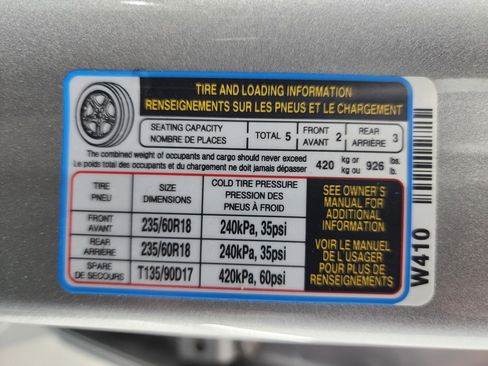 TIRE AND LOADING INFORMATION
RENSEIGNEMENTS SUR LES PNEUS ET LE CHARGEMENT
SEATING CAPACITY
NOMBRE DE PLACES
TOTAL 5
FRONT
AVANT 2
REAR
ARRIÈRE 3
The combined weight of occupants and cargo should never exceed
Le poids total des occupants et du chargement ne doit jamais dépasser
420 kg or
kg ou
926 lbs.
lb.
TIRE
PNEU
SIZE
DIMENSIONS
COLD TIRE PRESSURE
PRESSION DES
PNEUS À FROID
FRONT
AVANT
235/60R18
240kPa, 35psi
REAR
ARRIÈRE
235/60R18
240kPa, 35psi
SPARE
DE SECOURS
T135/90D17
420kPa, 60psi
SEE OWNER'S
MANUAL FOR
ADDITIONAL
INFORMATION
VOIR LE MANUEL
DE L'USAGER
POUR PLUS DE
RENSEIGNEMENTS
W410